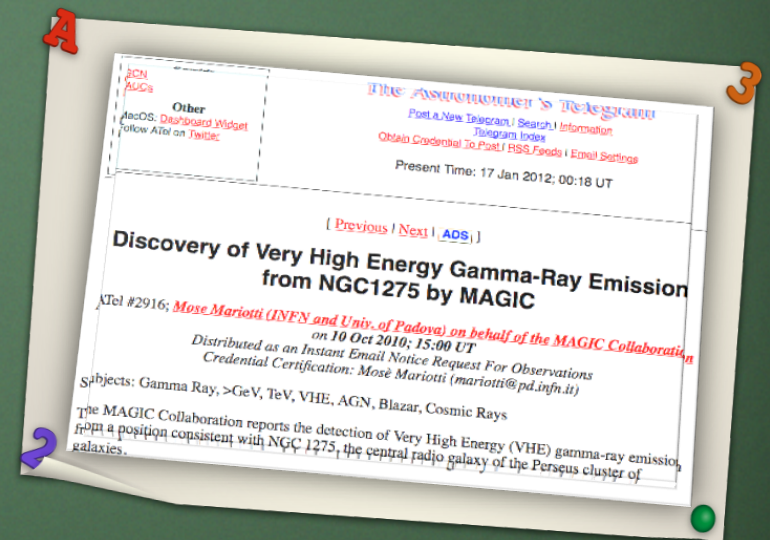 A
3
2
GCN
IAUCs
Other
MacOS: Dashboard Widget
Follow ATel on Twitter
The Astronomer's Telegram
Post a New Telegram | Search | Information
Telegram Index
Obtain Credential To Post | RSS Feeds | Email Settings
Present Time: 17 Jan 2012; 00:18 UT
[ Previous | Next | ADS ]
Discovery of Very High Energy Gamma-Ray Emission
from NGC1275 by MAGIC
ATel #2916; Mose Mariotti (INFN and Univ. of Padova) on behalf of the MAGIC Collaboration
on 10 Oct 2010; 15:00 UT
Distributed as an Instant Email Notice Request For Observations
Credential Certification: Mosè Mariotti (mariotti@pd.infn.it)
Subjects: Gamma Ray, >GeV, TeV, VHE, AGN, Blazar, Cosmic Rays
The MAGIC Collaboration reports the detection of Very High Energy (VHE) gamma-ray emission
from a position consistent with NGC 1275, the central radio galaxy of the Perseus cluster of
galaxies.